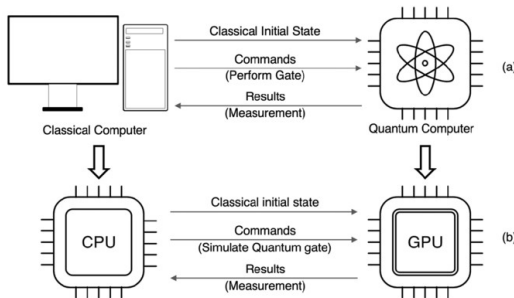 Classical Initial State
Commands
(Perform Gate)
(a)
Results
(Measurement)
Classical Computer
Quantum Computer
Classical initial state
CPU
Commands
(Simulate Quantum gate)
GPU
(b)
Results
(Measurement)